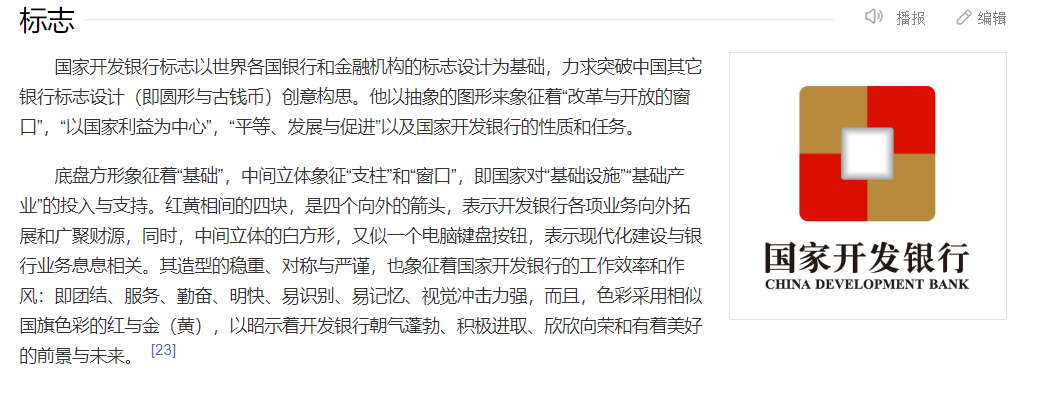 标志
播报
编辑
国家开发银行标志以世界各国银行和金融机构的标志设计为基础，力求突破中国其它
银行标志设计（即圆形与古钱币）创意构思。他以抽象的图形来象征着“改革与开放的窗
口”，“以国家利益为中心”，“平等、发展与促进”以及国家开发银行的性质和任务。
底盘方形象征着“基础”，中间立体象征“支柱”和“窗口”，即国家对“基础设施”“基础产
业”的投入与支持。红黄相间的四块，是四个向外的箭头，表示开发银行各项业务向外拓
展和广聚财源，同时，中间立体的白方形，又似一个电脑键盘按钮，表示现代化建设与银
行业务息息相关。其造型的稳重、对称与严谨，也象征着国家开发银行的工作效率和作
风：即团结、服务、勤奋、明快、易识别、易记忆、视觉冲击力强，而且，色彩采用相似
国旗色彩的红与金（黄），以昭示着开发银行朝气蓬勃、积极进取、欣欣向荣和有着美好
的前景与未来。 [23]
国家开发银行
CHINA DEVELOPMENT BANK